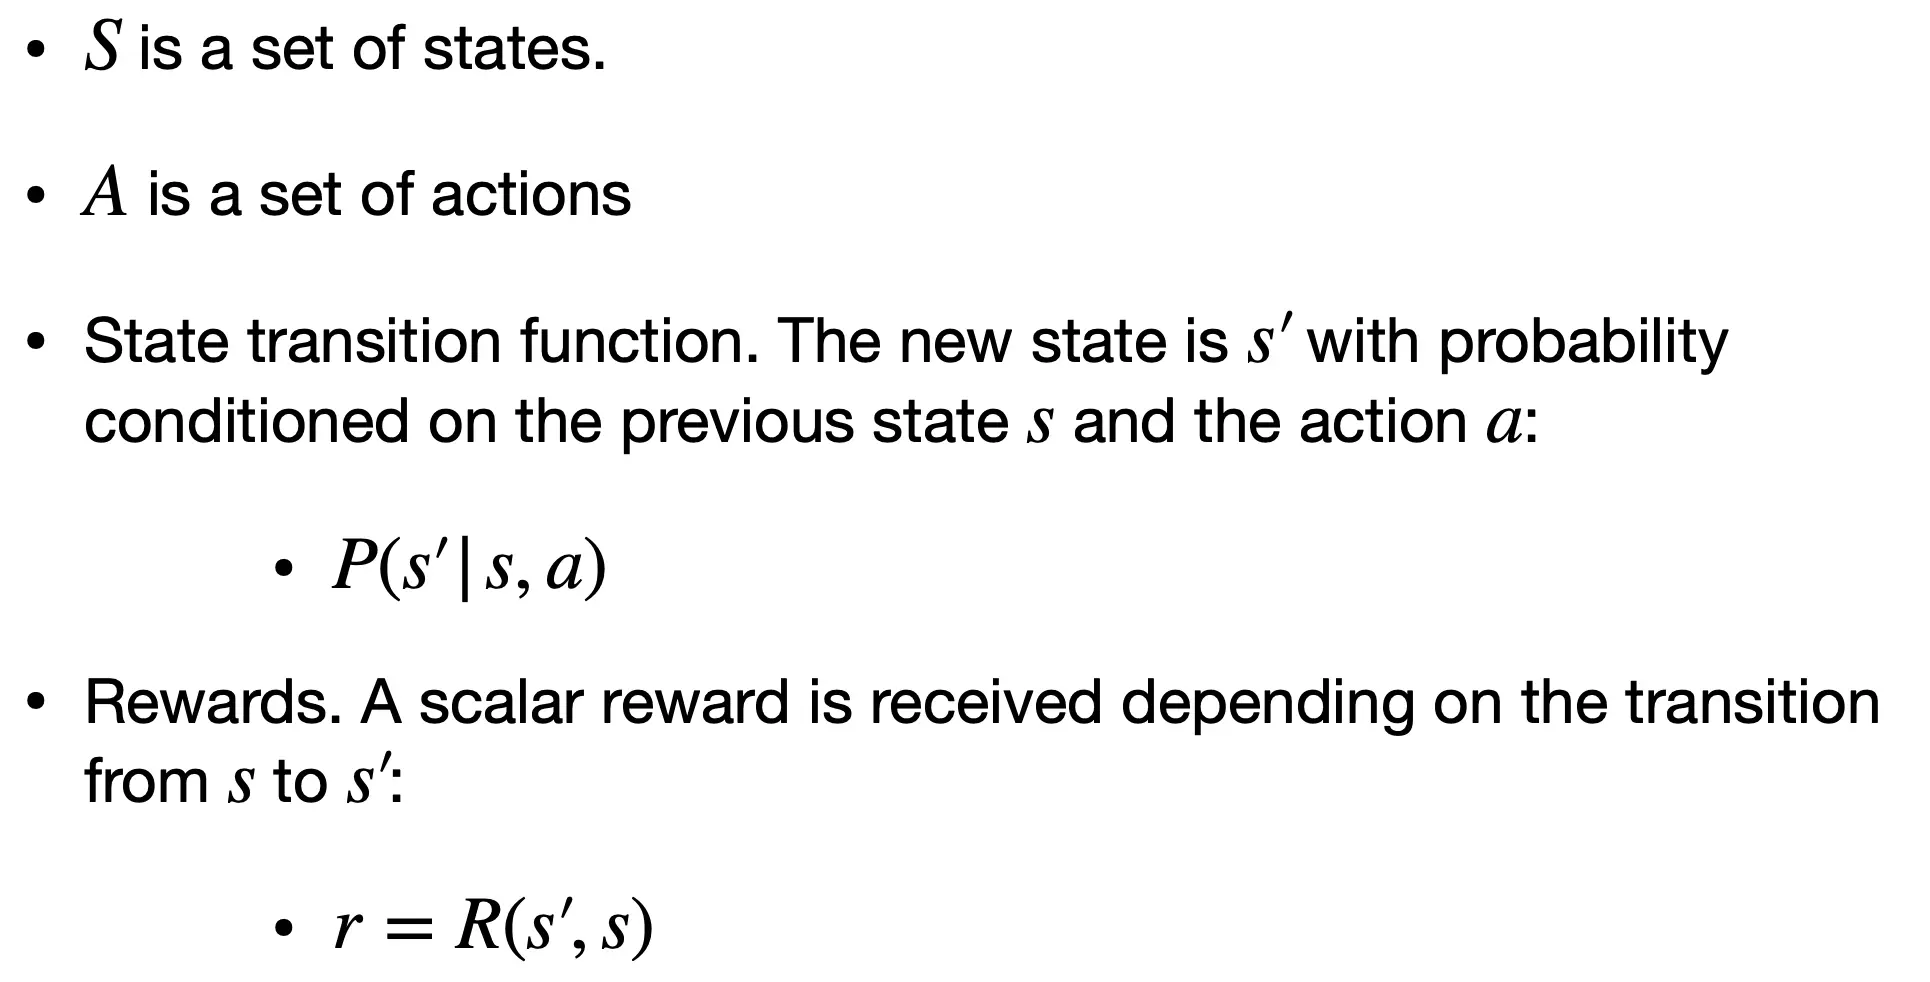 • S is a set of states.
• A is a set of actions
• State transition function. The new state is s′ with probability
conditioned on the previous state s and the action a:
• P(s′|s, a)
• Rewards. A scalar reward is received depending on the transition
from s to s′:
• r = R(s′, s)